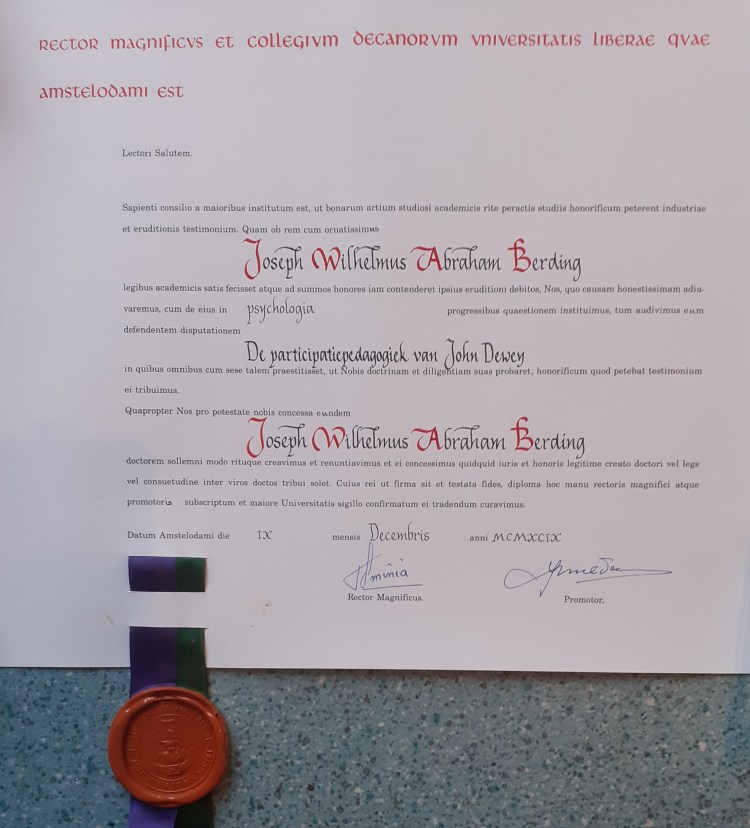 RECTOR MAGNIFICVS ET COLLEGIVM DECANORVM VNIVERSITATIS LIBERAE QVAE
AMSTELODAMI EST
Lectori Salutem.
Sapienti consilio a maioribus institutum est, ut bonarum artium studiosi academicis rite peractis studiis honorificum peterent industriae
et eruditionis testimonium. Quam ob rem cum ornatissimus
Joseph Wilhelmus Abraham Berding
legibus academicis satis fecisset atque ad summos honores iam contenderet ipsius eruditioni debitos, Nos, quo causam honestissimam adiu-
varemus, cum de eius in psychologia progressibus quaestionem instituimus, tum audivimus eum
defendentem disputationem
De participatiepedagogiek van John Dewey
in quibus omnibus cum sese talem praestitisset, ut Nobis doctrinam et diligentiam suas probaret, honorificum quod petebat testimonium
ei tribuimus.
Quapropter Nos pro potestate nobis concessa eundem
Joseph Wilhelmus Abraham Berding
doctorem sollemni modo rituque creavimus et renuntiavimus et ei concessimus quidquid iuris et honoris legitime creato doctori vel lege
vel consuetudine inter viros doctos tribui solet. Cuius rei ut firma sit et testata fides, diploma hoc manu rectoris magnifici atque
promotoris subscriptum et maiore Universitatis sigillo confirmatum ei tradendum curavimus.
Datum Amstelodami die IX mensis Decembris anni MCMXCIX
Rector Magnificus. Promotor.